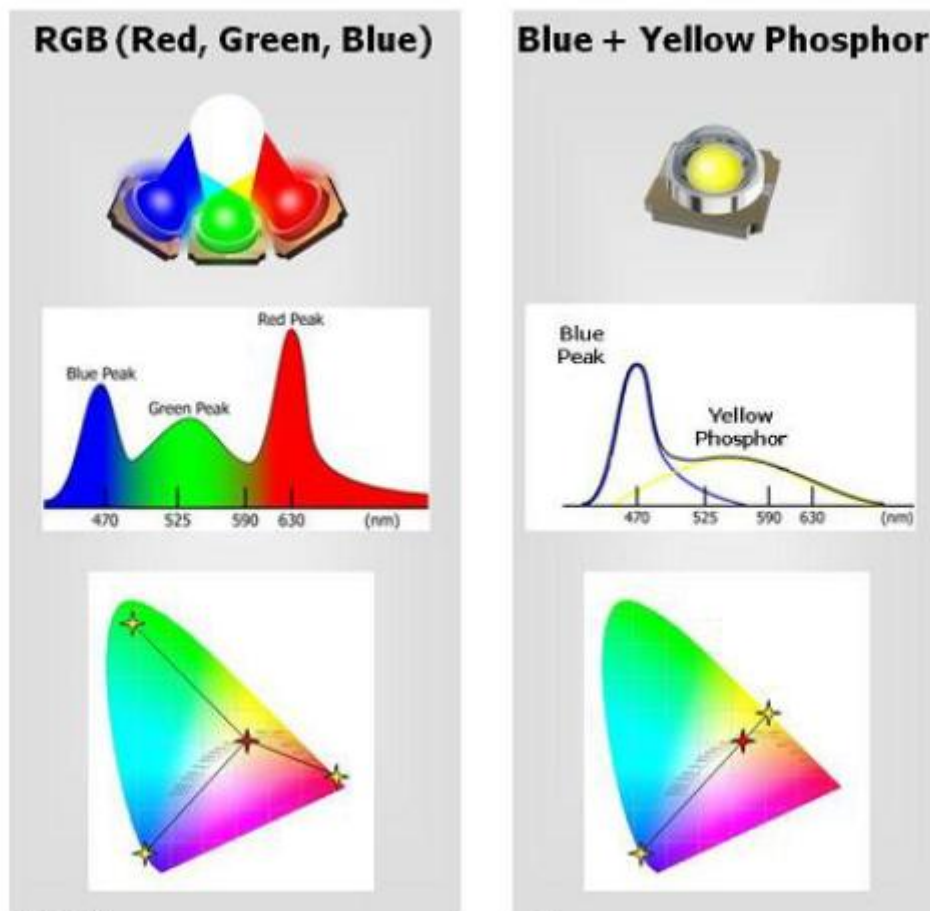 RGB (Red, Green, Blue)
Red Peak
Blue Peak
Green Peak
470 525 590 630 (nm)
Blue + Yellow Phosphor
Blue
Peak
Yellow
Phosphor
470 525 590 630 (nm)